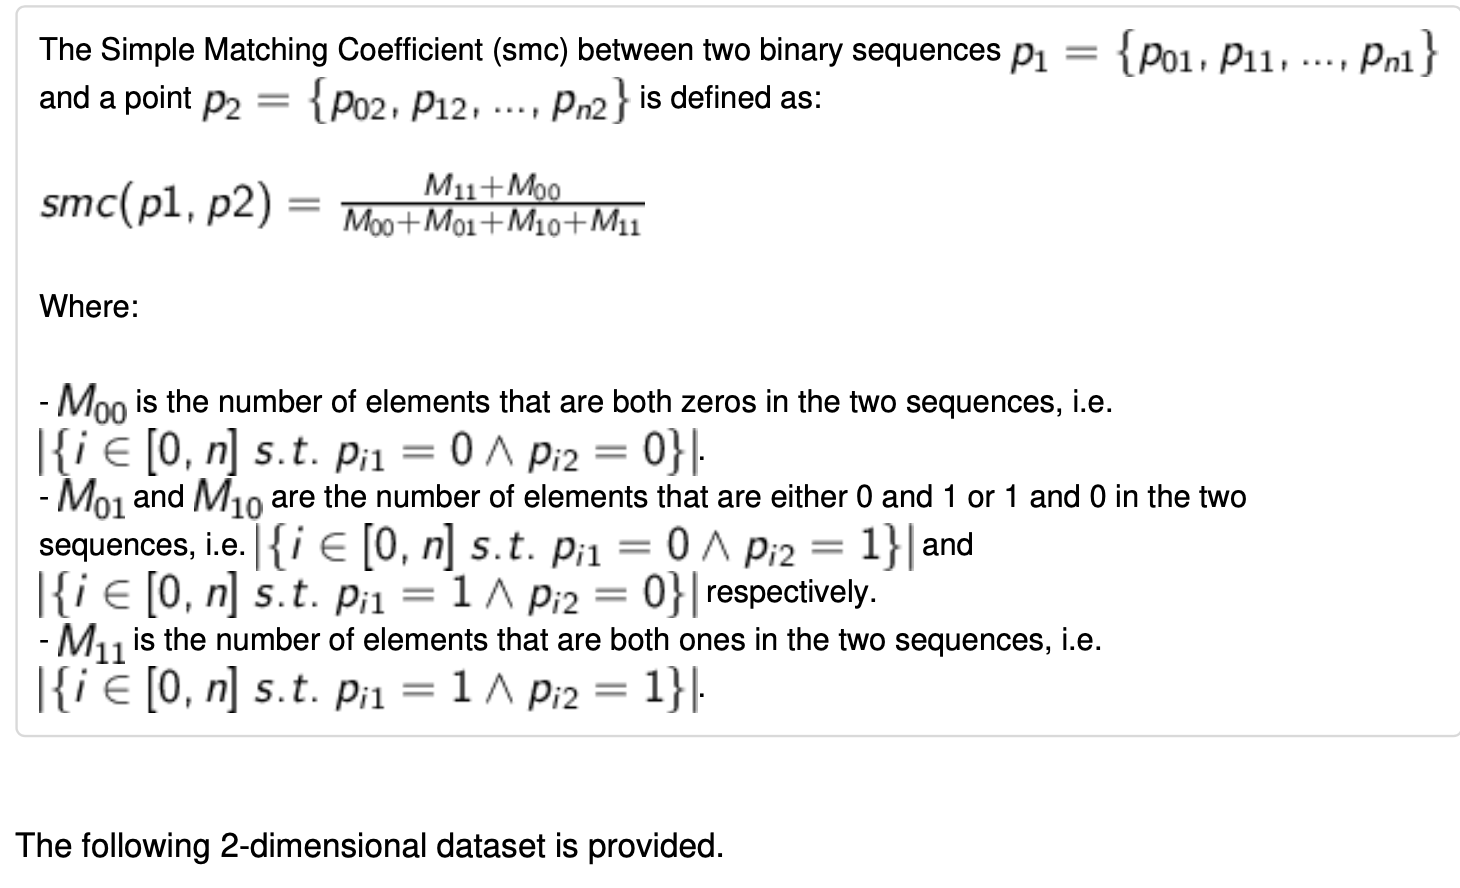 The Simple Matching Coefficient (smc) between two binary sequences p₁ = {p₀₁, p₁₁, ..., pₙ₁}
and a point p₂ = {p₀₂, p₁₂, ..., pₙ₂} is defined as:
smc(p1, p2) = (M₁₁+M₀₀)/(M₀₀+M₀₁+M₁₀+M₁₁)
Where:
- M₀₀ is the number of elements that are both zeros in the two sequences, i.e.
|{i ∈ [0, n] s.t. pᵢ₁ = 0 ∧ pᵢ₂ = 0}|.
- M₀₁ and M₁₀ are the number of elements that are either 0 and 1 or 1 and 0 in the two
sequences, i.e. |{i ∈ [0, n] s.t. pᵢ₁ = 0 ∧ pᵢ₂ = 1}| and
|{i ∈ [0, n] s.t. pᵢ₁ = 1 ∧ pᵢ₂ = 0}| respectively.
- M₁₁ is the number of elements that are both ones in the two sequences, i.e.
|{i ∈ [0, n] s.t. pᵢ₁ = 1 ∧ pᵢ₂ = 1}|.
The following 2-dimensional dataset is provided.